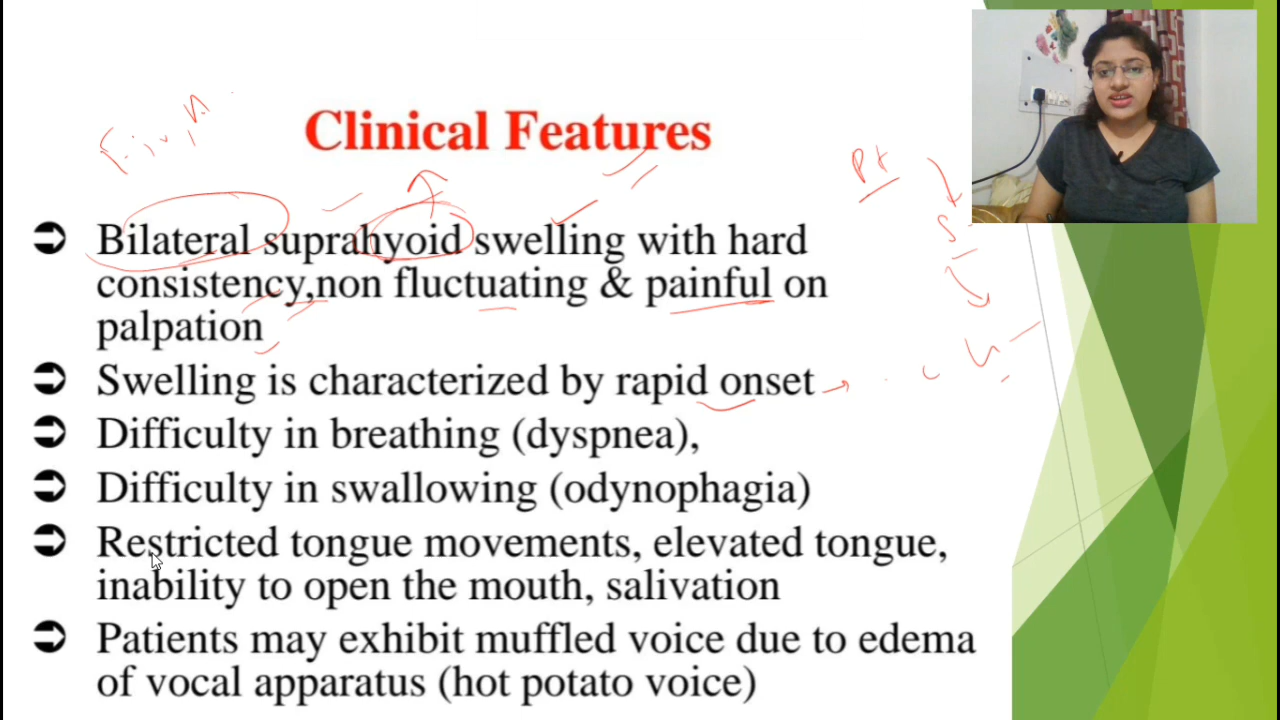 Clinical Features
Bilateral suprahyoid swelling with hard
consistency,non fluctuating & painful on
palpation
Swelling is characterized by rapid onset
Difficulty in breathing (dyspnea),
Difficulty in swallowing (odynophagia)
Restricted tongue movements, elevated tongue,
inability to open the mouth, salivation
Patients may exhibit muffled voice due to edema
of vocal apparatus (hot potato voice)